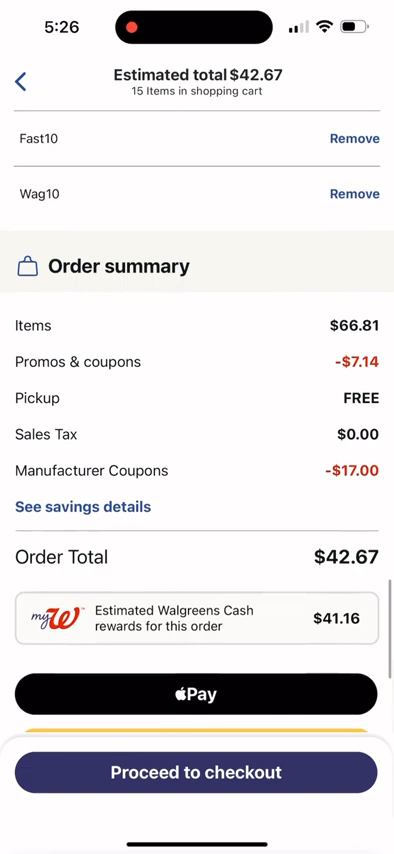 5:26
Estimated total $42.67
15 Items in shopping cart
Fast10 Remove
Wag10 Remove
Order summary
Items $66.81
Promos & coupons -$7.14
Pickup FREE
Sales Tax $0.00
Manufacturer Coupons -$17.00
See savings details
Order Total $42.67
myW™ Estimated Walgreens Cash
rewards for this order $41.16
Pay
Proceed to checkout